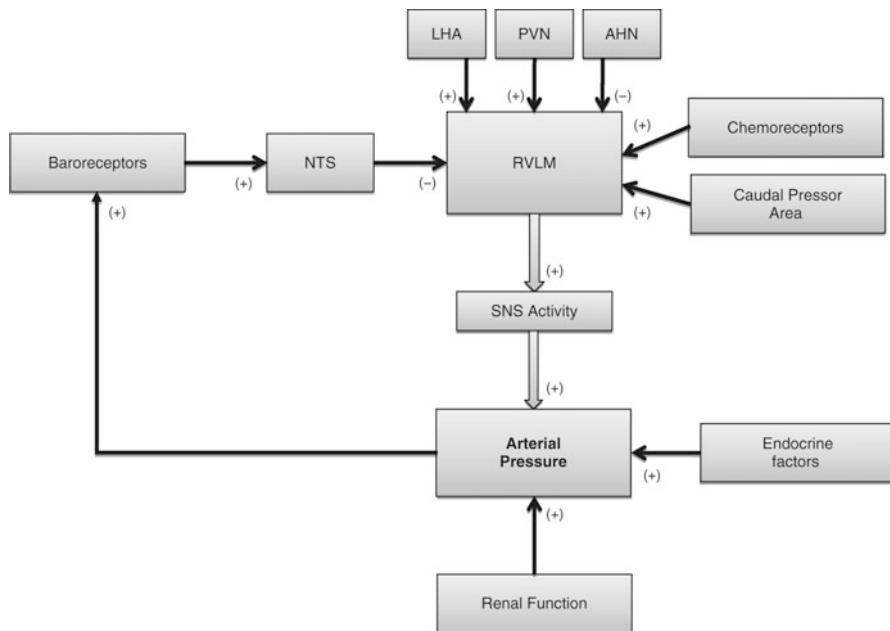 LHA
PVN
AHN
(+)
(+)
(−)
Baroreceptors
(+)
NTS
(−)
RVLM
(+)
Chemoreceptors
(+)
Caudal Pressor
Area
(+)
(+)
SNS Activity
(+)
Arterial
Pressure
(+)
Endocrine
factors
(+)
Renal Function